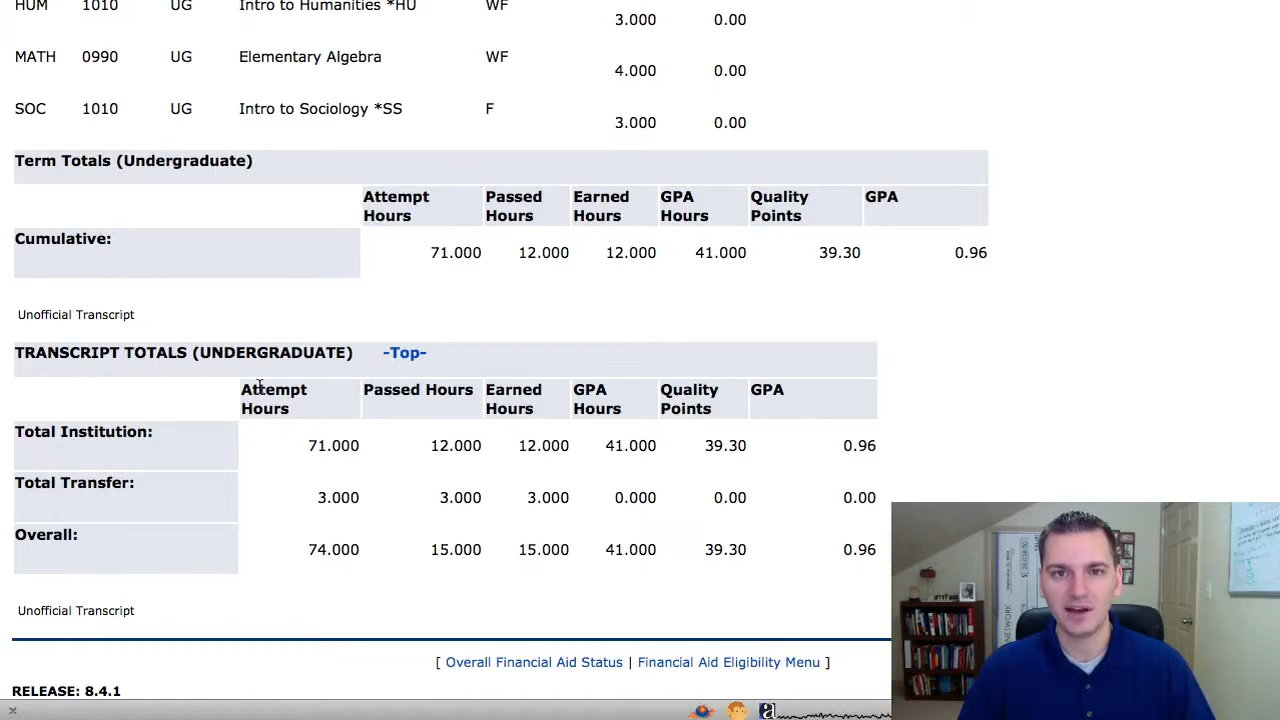 HUM 1010 UG Intro to Humanities *HU WF
3.000 0.00
MATH 0990 UG Elementary Algebra WF
4.000 0.00
SOC 1010 UG Intro to Sociology *SS F
3.000 0.00
Term Totals (Undergraduate)
Attempt Hours Passed Hours Earned Hours GPA Hours Quality Points GPA
Cumulative: 71.000 12.000 12.000 41.000 39.30 0.96
Unofficial Transcript
TRANSCRIPT TOTALS (UNDERGRADUATE) -Top-
Attempt Hours Passed Hours Earned Hours GPA Hours Quality Points GPA
Total Institution: 71.000 12.000 12.000 41.000 39.30 0.96
Total Transfer: 3.000 3.000 3.000 0.000 0.00 0.00
Overall: 74.000 15.000 15.000 41.000 39.30 0.96
Unofficial Transcript
[ Overall Financial Aid Status | Financial Aid Eligibility Menu ]
RELEASE: 8.4.1
a
NETWORK